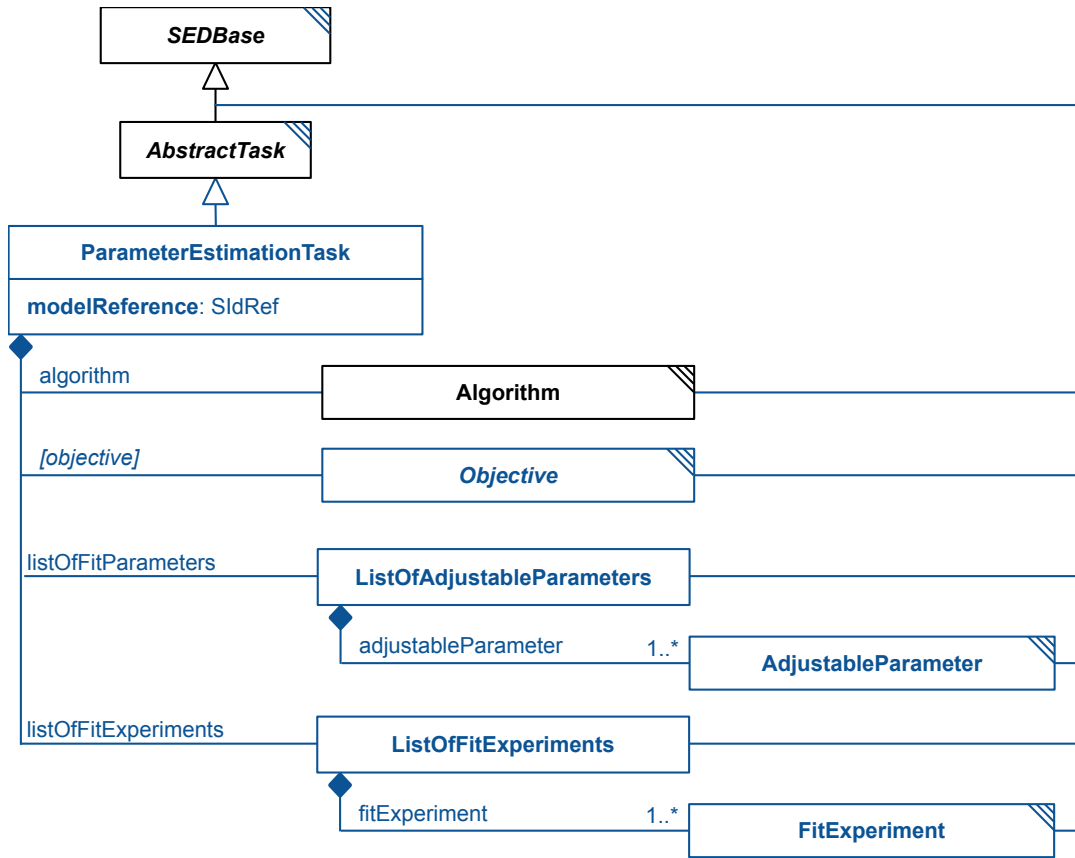 SEDBase
AbstractTask
ParameterEstimationTask
modelReference: SIdRef
algorithm
Algorithm
[objective]
Objective
listOfFitParameters
ListOfAdjustableParameters
adjustableParameter 1..*
AdjustableParameter
listOfFitExperiments
ListOfFitExperiments
fitExperiment 1..*
FitExperiment